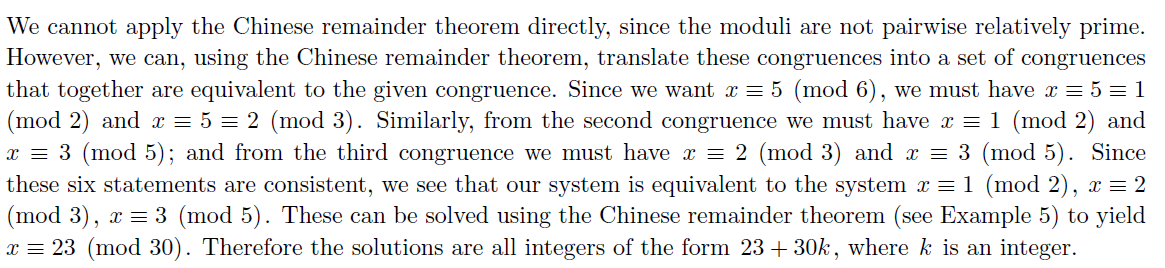 We cannot apply the Chinese remainder theorem directly, since the moduli are not pairwise relatively prime.
However, we can, using the Chinese remainder theorem, translate these congruences into a set of congruences
that together are equivalent to the given congruence. Since we want x ≡ 5 (mod 6), we must have x ≡ 5 ≡ 1
(mod 2) and x ≡ 5 ≡ 2 (mod 3). Similarly, from the second congruence we must have x ≡ 1 (mod 2) and
x ≡ 3 (mod 5); and from the third congruence we must have x ≡ 2 (mod 3) and x ≡ 3 (mod 5). Since
these six statements are consistent, we see that our system is equivalent to the system x ≡ 1 (mod 2), x ≡ 2
(mod 3), x ≡ 3 (mod 5). These can be solved using the Chinese remainder theorem (see Example 5) to yield
x ≡ 23 (mod 30). Therefore the solutions are all integers of the form 23 + 30k, where k is an integer.